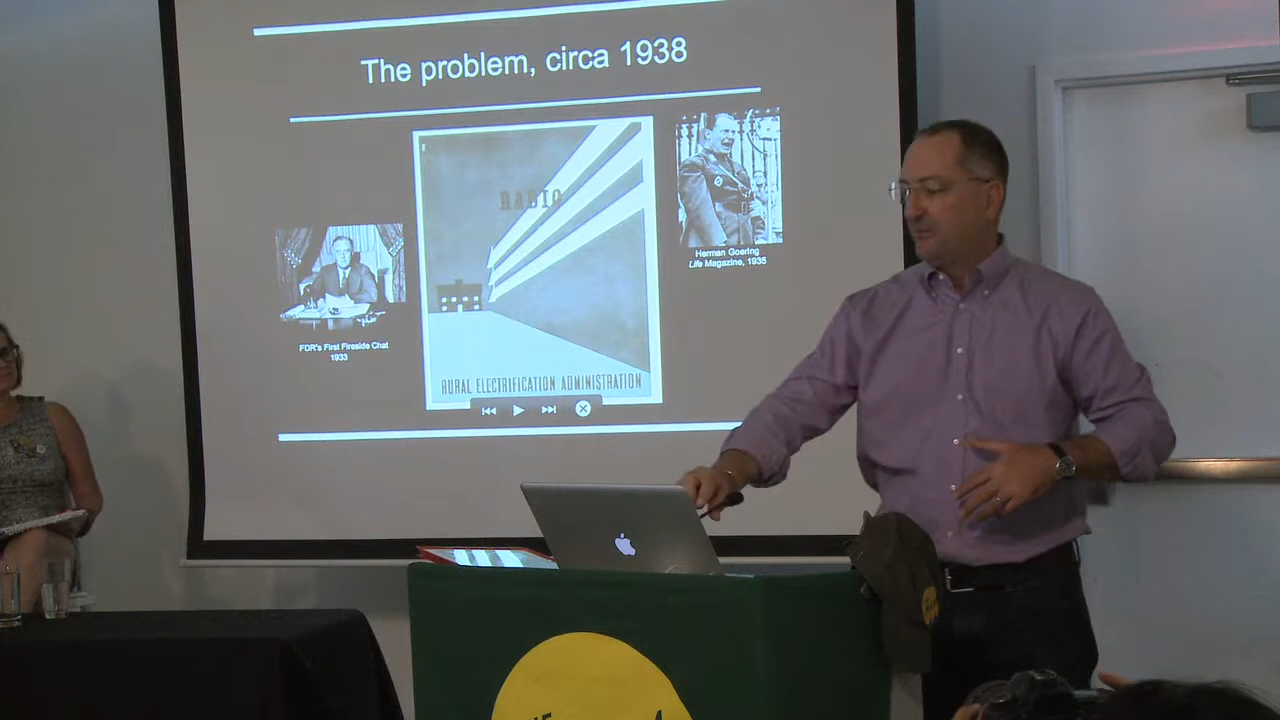 The problem, circa 1938
RADIO
Herman Goering
Life Magazine, 1935
FDR's First Fireside Chat
1933
RURAL ELECTRIFICATION ADMINISTRATION